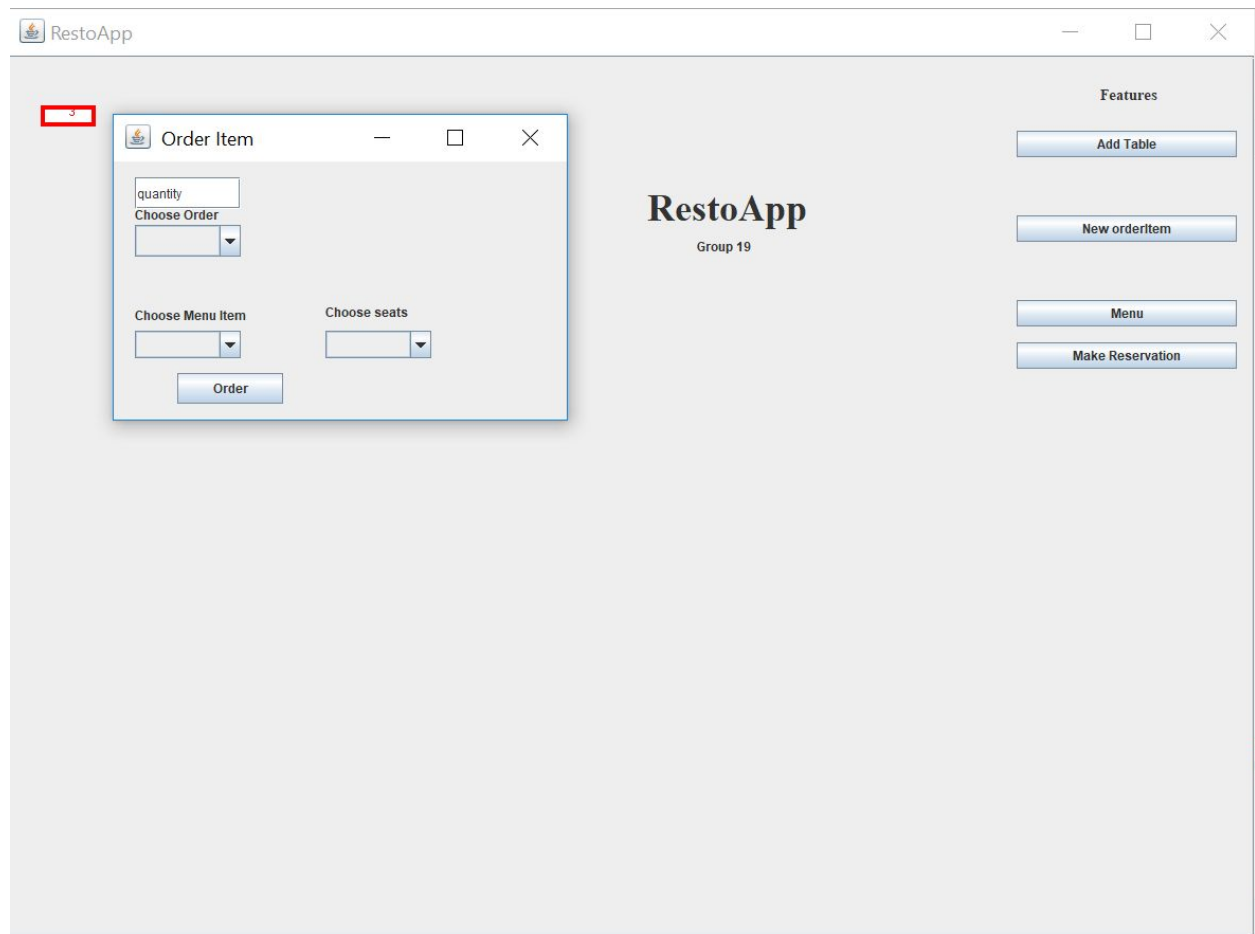 RestoApp
3
Order Item
quantity
Choose Order
Choose Menu Item
Choose seats
Order
RestoApp
Group 19
Features
Add Table
New orderItem
Menu
Make Reservation